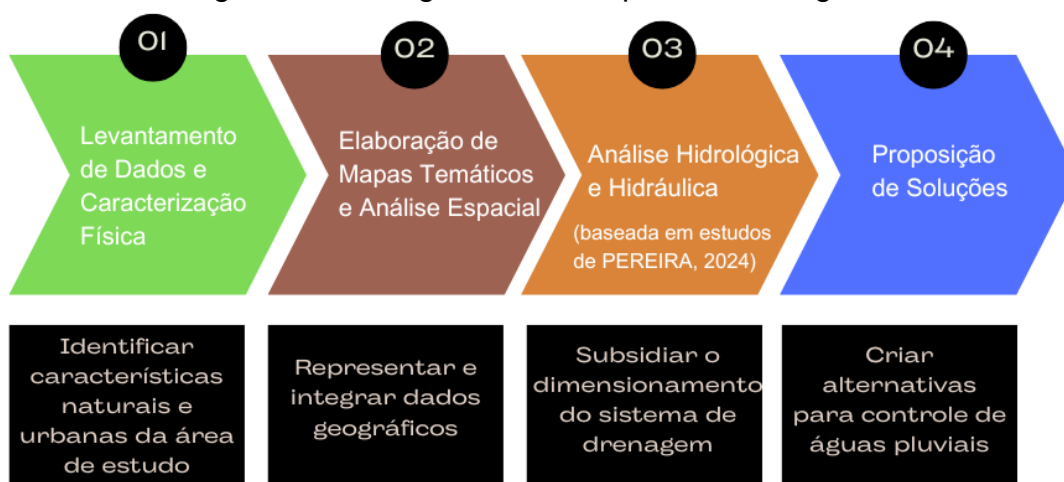 01
Levantamento
de Dados e
Caracterização
Física
02
Elaboração de
Mapas Temáticos
e Análise Espacial
03
Análise Hidrológica
e Hidráulica
(baseada em estudos
de PEREIRA, 2024)
04
Proposição
de Soluções
Identificar
características
naturais e
urbanas da área
de estudo
Representar e
integrar dados
geográficos
Subsidiar o
dimensionamento
do sistema de
drenagem
Criar
alternativas
para controle de
águas pluviais